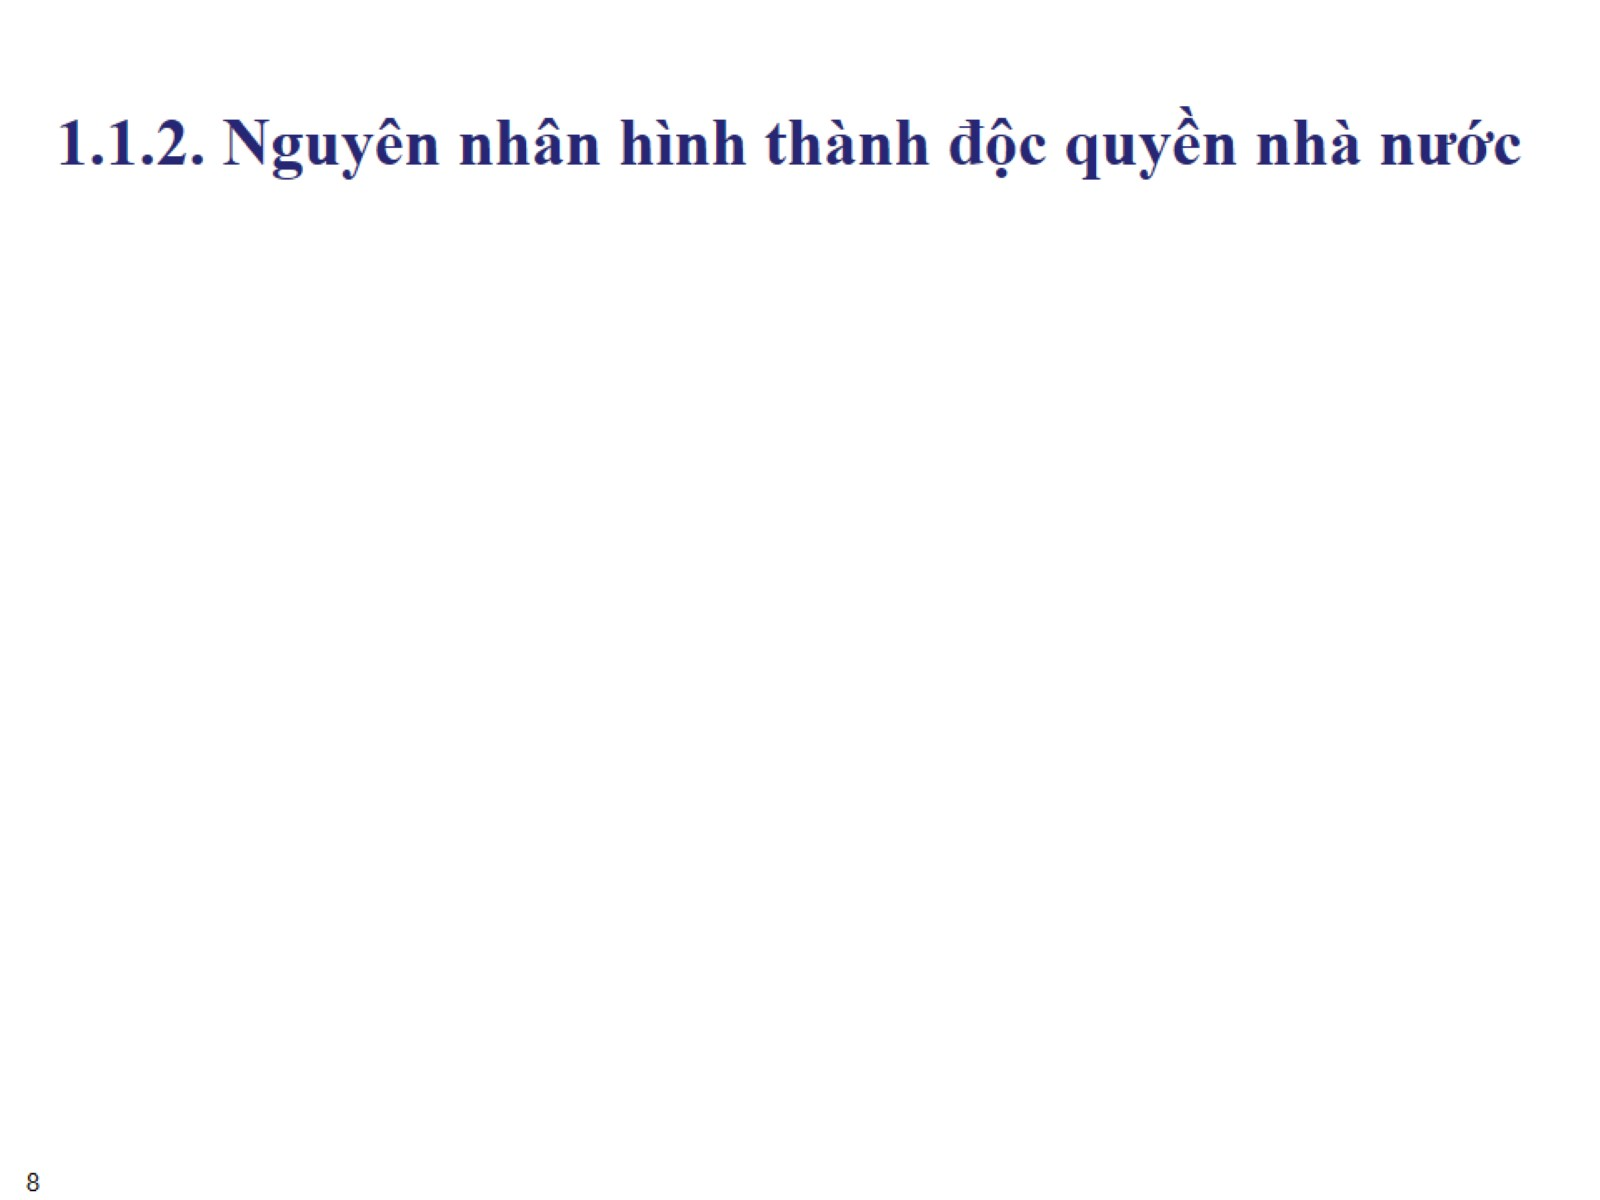 1.1.2. Nguyên nhân hình thành độc quyền nhà nước
8